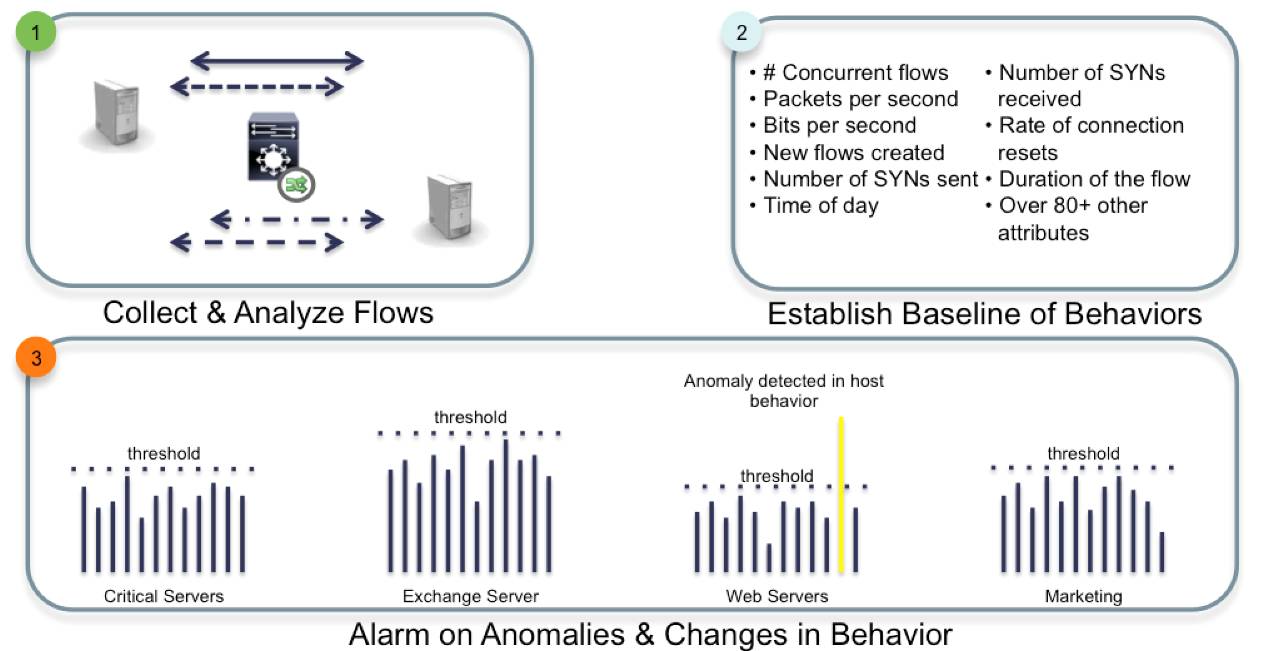 1
Collect & Analyze Flows
2
• # Concurrent flows
• Packets per second
• Bits per second
• New flows created
• Number of SYNs sent
• Time of day
• Number of SYNs
received
• Rate of connection
resets
• Duration of the flow
• Over 80+ other
attributes
Establish Baseline of Behaviors
3
threshold
Critical Servers
threshold
Exchange Server
Anomaly detected in host
behavior
threshold
Web Servers
threshold
Marketing
Alarm on Anomalies & Changes in Behavior